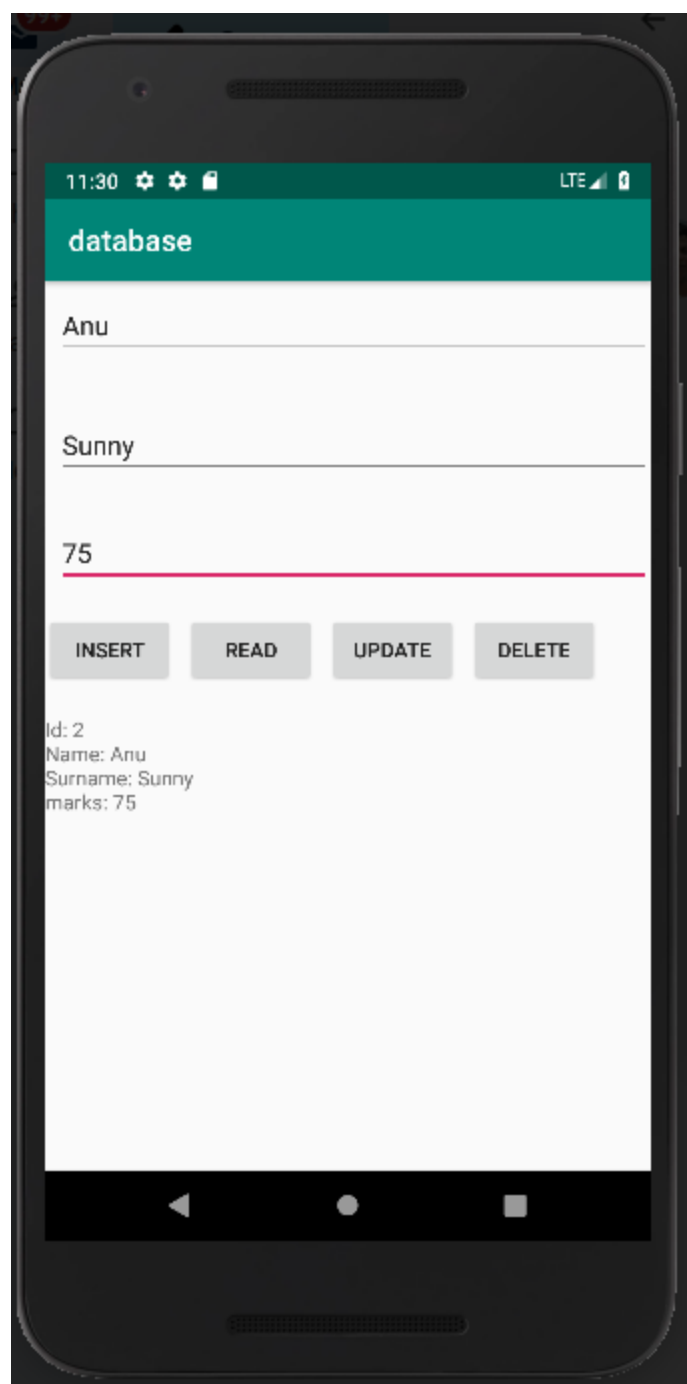 99+
11:30 LTE
database
Anu
Sunny
75
INSERT READ UPDATE DELETE
Id: 2
Name: Anu
Surname: Sunny
marks: 75